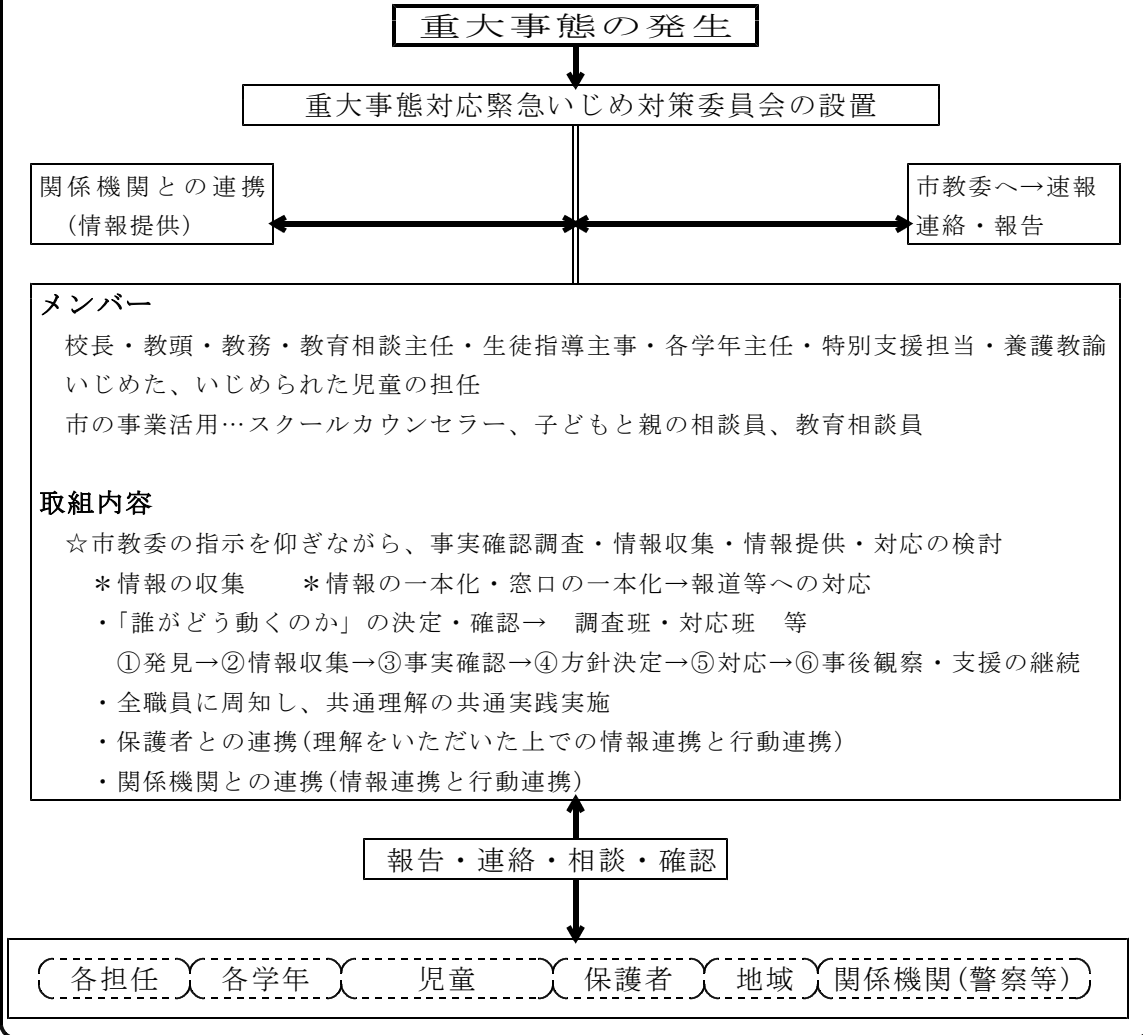 重大事態の発生
重大事態対応緊急いじめ対策委員会の設置
関係機関との連携
(情報提供)
市教委へ→速報
連絡・報告
メンバー
校長・教頭・教務・教育相談主任・生徒指導主事・各学年主任・特別支援担当・養護教諭
いじめた、いじめられた児童の担任
市の事業活用…スクールカウンセラー、子どもと親の相談員、教育相談員
取組内容
☆市教委の指示を仰ぎながら、事実確認調査・情報収集・情報提供・対応の検討
＊情報の収集　＊情報の一本化・窓口の一本化→報道等への対応
・「誰がどう動くのか」の決定・確認→　調査班・対応班　等
①発見→②情報収集→③事実確認→④方針決定→⑤対応→⑥事後観察・支援の継続
・全職員に周知し、共通理解の共通実践実施
・保護者との連携(理解をいただいた上での情報連携と行動連携)
・関係機関との連携(情報連携と行動連携)
報告・連絡・相談・確認
各担任　各学年　児童　保護者　地域　関係機関(警察等)